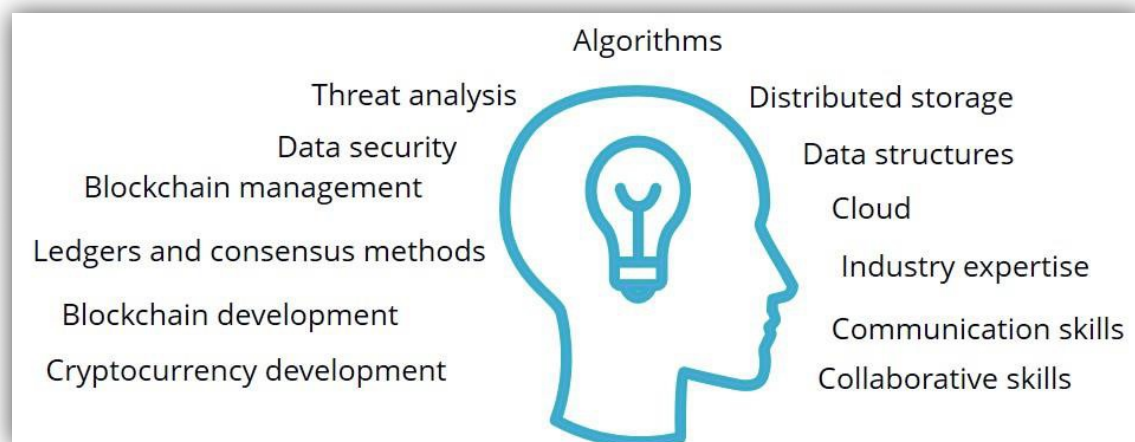 Algorithms
Threat analysis
Distributed storage
Data security
Data structures
Blockchain management
Cloud
Ledgers and consensus methods
Industry expertise
Blockchain development
Communication skills
Cryptocurrency development
Collaborative skills